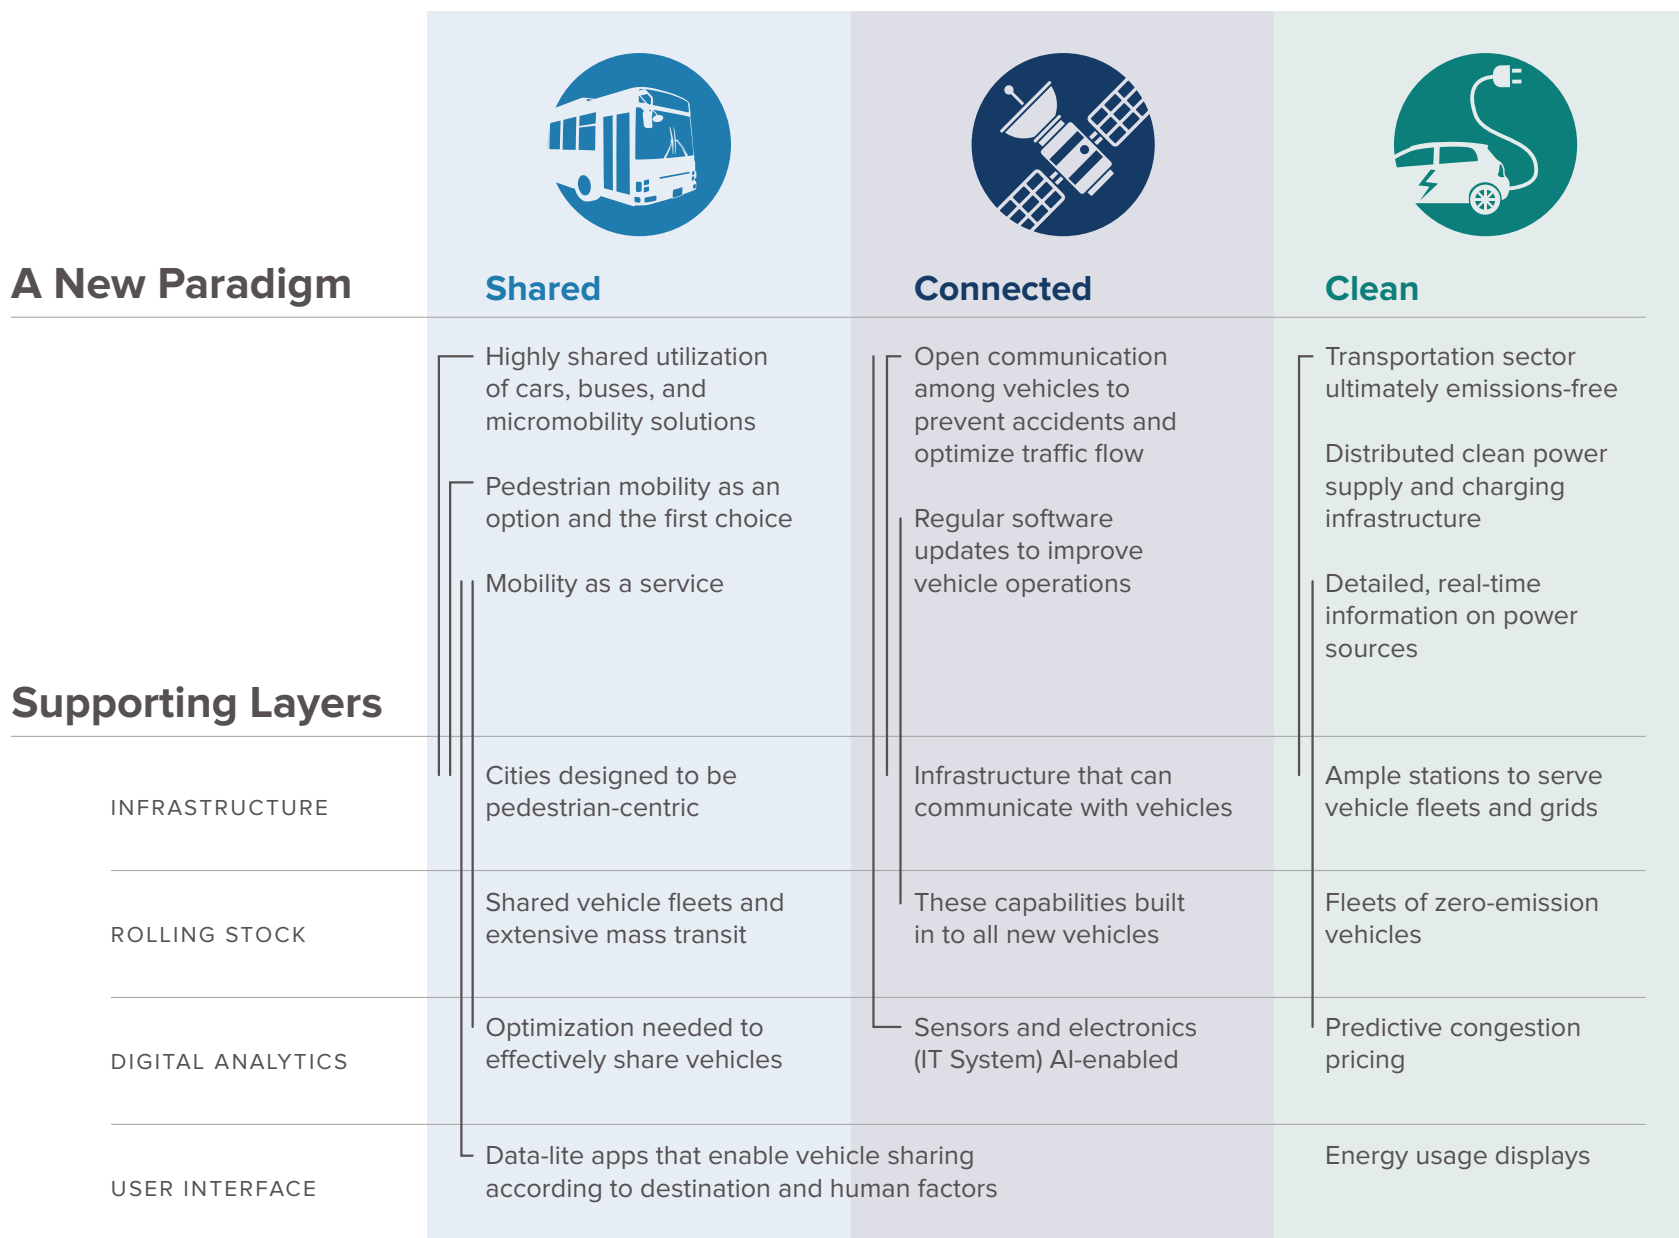 A New Paradigm
Shared
Connected
Clean
Highly shared utilization
of cars, buses, and
micromobility solutions
Pedestrian mobility as an
option and the first choice
Mobility as a service
Open communication
among vehicles to
prevent accidents and
optimize traffic flow
Regular software
updates to improve
vehicle operations
Transportation sector
ultimately emissions-free
Distributed clean power
supply and charging
infrastructure
Detailed, real-time
information on power
sources
Supporting Layers
INFRASTRUCTURE
Cities designed to be
pedestrian-centric
Infrastructure that can
communicate with vehicles
Ample stations to serve
vehicle fleets and grids
ROLLING STOCK
Shared vehicle fleets and
extensive mass transit
These capabilities built
in to all new vehicles
Fleets of zero-emission
vehicles
DIGITAL ANALYTICS
Optimization needed to
effectively share vehicles
Sensors and electronics
(IT System) AI-enabled
Predictive congestion
pricing
USER INTERFACE
Data-lite apps that enable vehicle sharing
according to destination and human factors
Energy usage displays